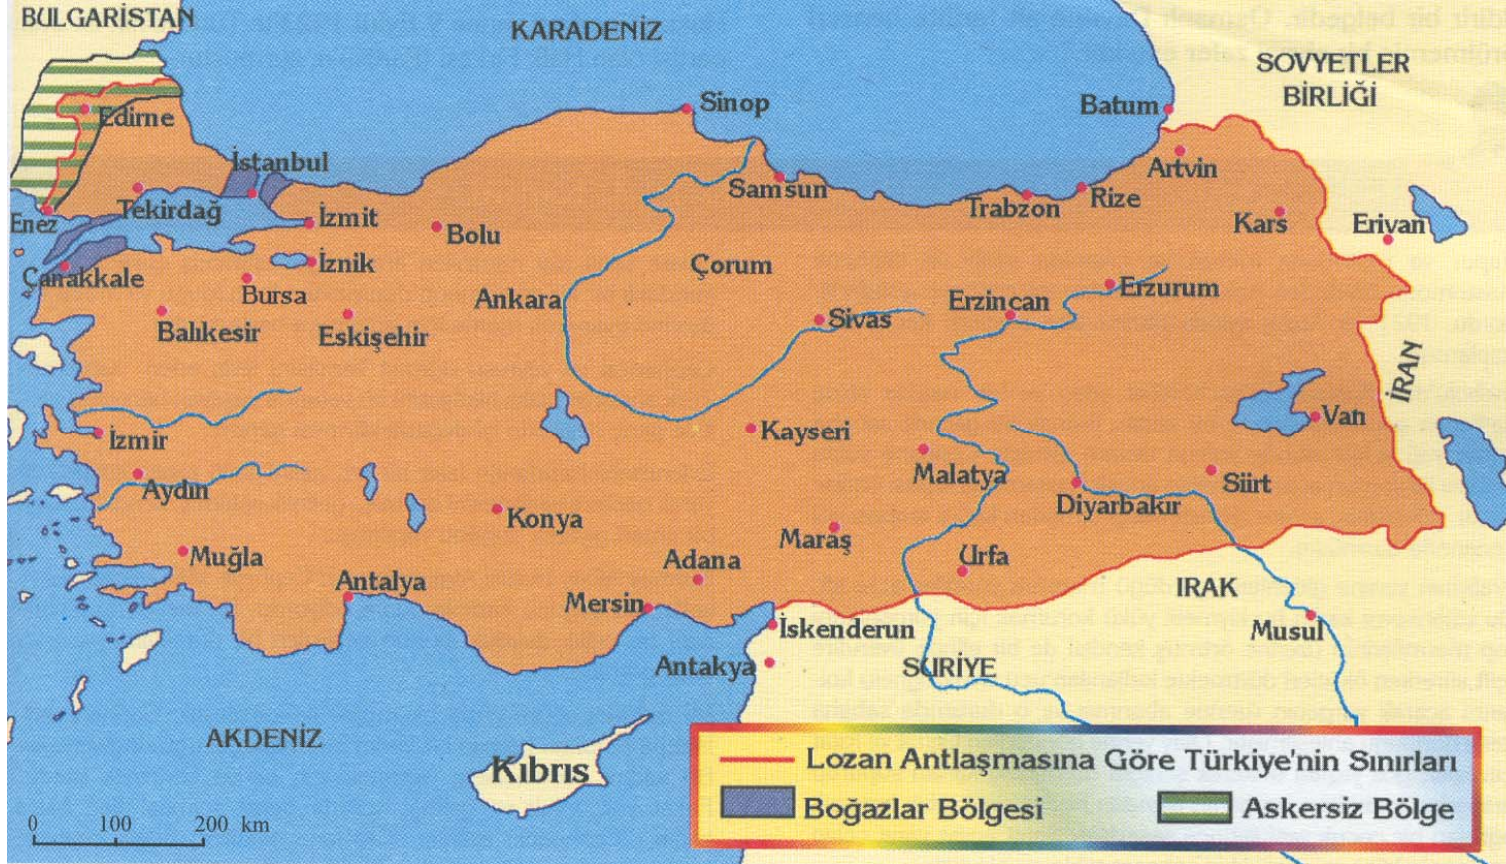 BULGARİSTAN
KARADENİZ
SOVYETLER
BİRLİĞİ
Sinop
Batum
Edirne
Artvin
İstanbul
Samsun
Rize
Trabzon
Tekirdağ
Enez
İzmit
Bolu
Kars
Erivan
İznik
Çorum
Çanakkale
Bursa
Ankara
Erzincan
Erzurum
Balıkesir
Eskişehir
Sivas
İRAN
İzmir
Kayseri
Van
Aydın
Malatya
Siirt
Konya
Diyarbakır
Maraş
Muğla
Urfa
Adana
Antalya
Mersin
IRAK
İskenderun
Musul
Antakya
SURİYE
AKDENİZ
Kıbrıs
Lozan Antlaşmasına Göre Türkiye'nin Sınırları
Boğazlar Bölgesi
Askersiz Bölge
0 100 200 km